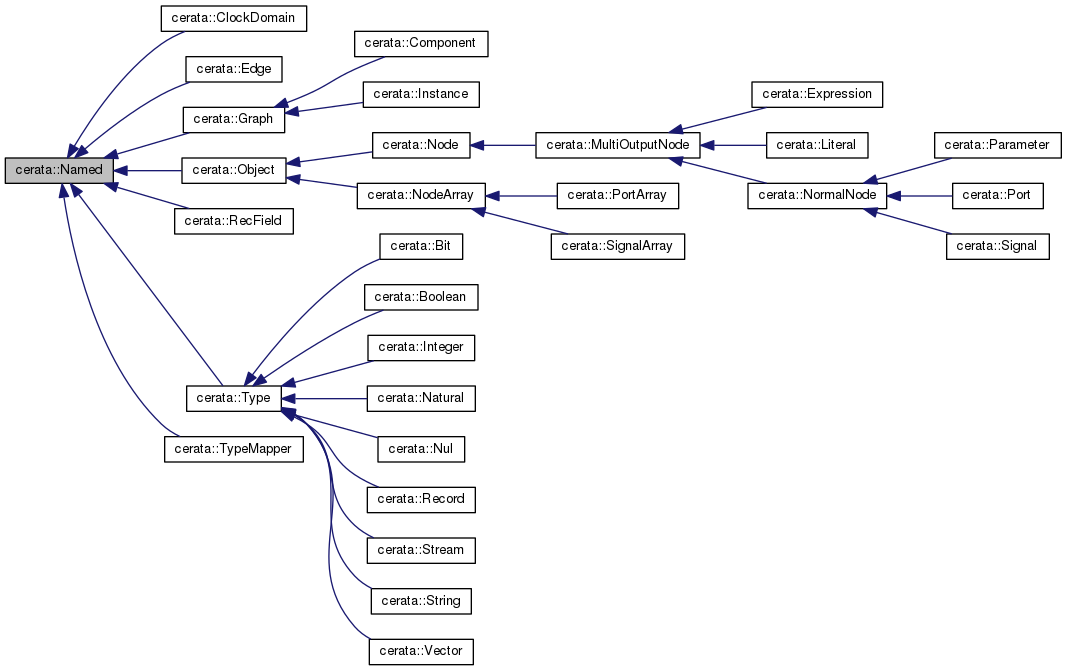 cerata::ClockDomain
cerata::Component
cerata::Edge
cerata::Instance
cerata::Expression
cerata::Graph
cerata::Node
cerata::MultiOutputNode
cerata::Literal
cerata::Parameter
cerata::Named
cerata::Object
cerata::NodeArray
cerata::PortArray
cerata::NormalNode
cerata::Port
cerata::RecField
cerata::SignalArray
cerata::Signal
cerata::Bit
cerata::Boolean
cerata::Integer
cerata::Type
cerata::Natural
cerata::TypeMapper
cerata::Nul
cerata::Record
cerata::Stream
cerata::String
cerata::Vector